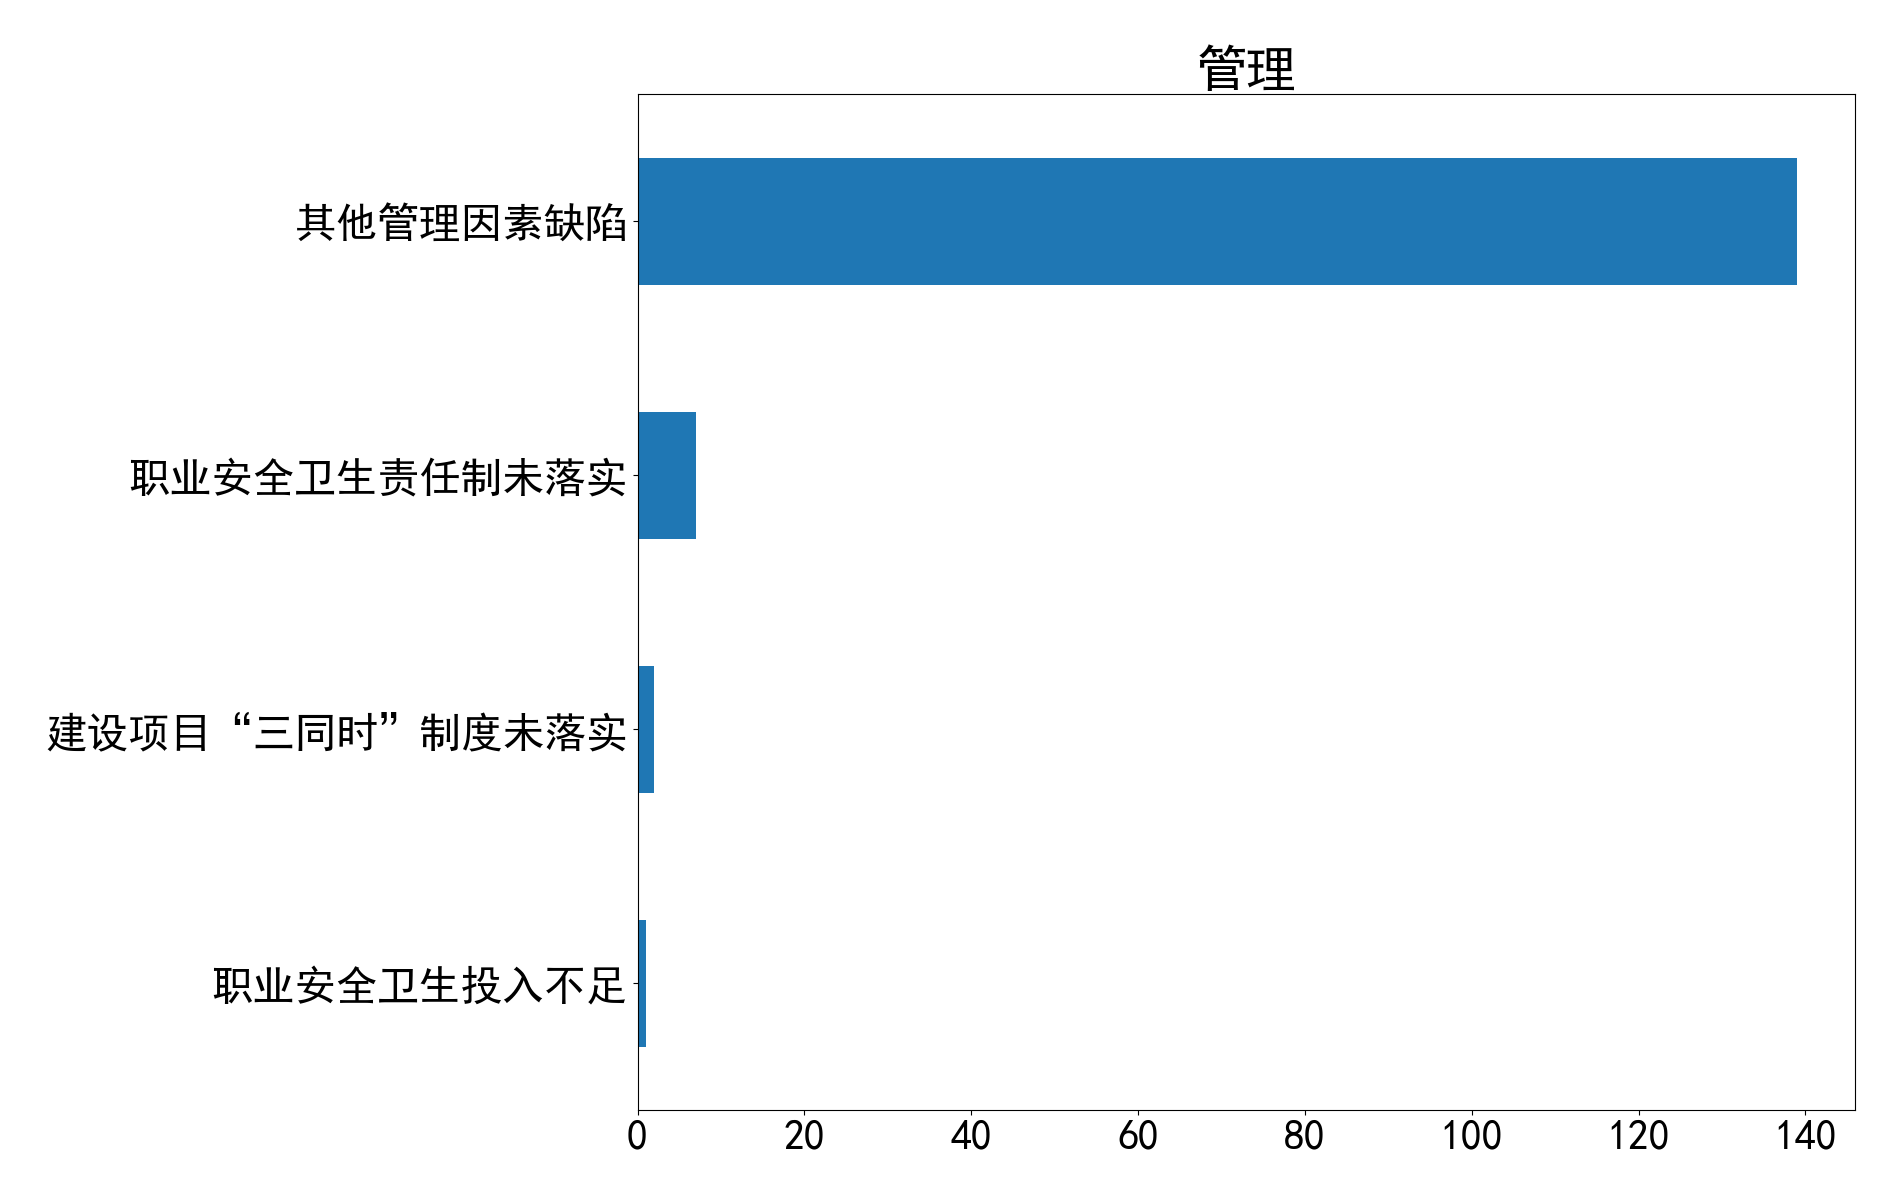 管理
其他管理因素缺陷
职业安全卫生责任制未落实
建设项目“三同时”制度未落实
职业安全卫生投入不足
0 20 40 60 80 100 120 140